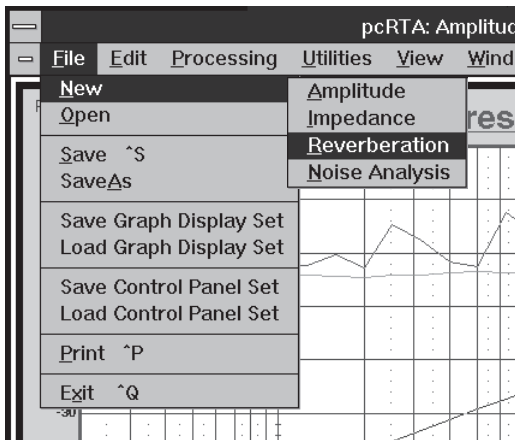 pcRTA: Amplitud
File Edit Processing Utilities View Wind
New
Open
Save ^S
SaveAs
Save Graph Display Set
Load Graph Display Set
Save Control Panel Set
Load Control Panel Set
Print ^P
Exit ^Q
Amplitude
Impedance
Reverberation
Noise Analysis
res
-30